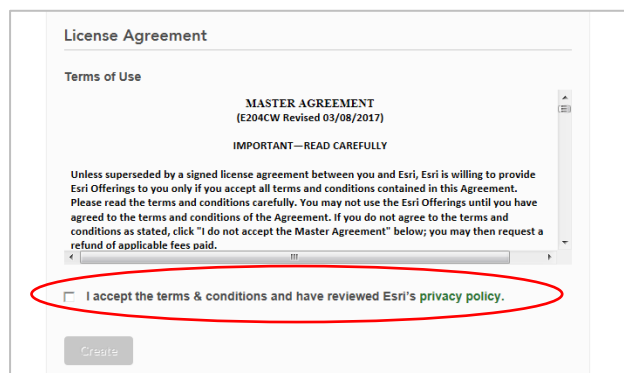 License Agreement
Terms of Use
MASTER AGREEMENT
(E204CW Revised 03/08/2017)
IMPORTANT—READ CAREFULLY
Unless superseded by a signed license agreement between you and Esri, Esri is willing to provide
Esri Offerings to you only if you accept all terms and conditions contained in this Agreement.
Please read the terms and conditions carefully. You may not use the Esri Offerings until you have
agreed to the terms and conditions of the Agreement. If you do not agree to the terms and
conditions as stated, click "I do not accept the Master Agreement" below; you may then request a
refund of applicable fees paid.
I accept the terms & conditions and have reviewed Esri's privacy policy.
Create